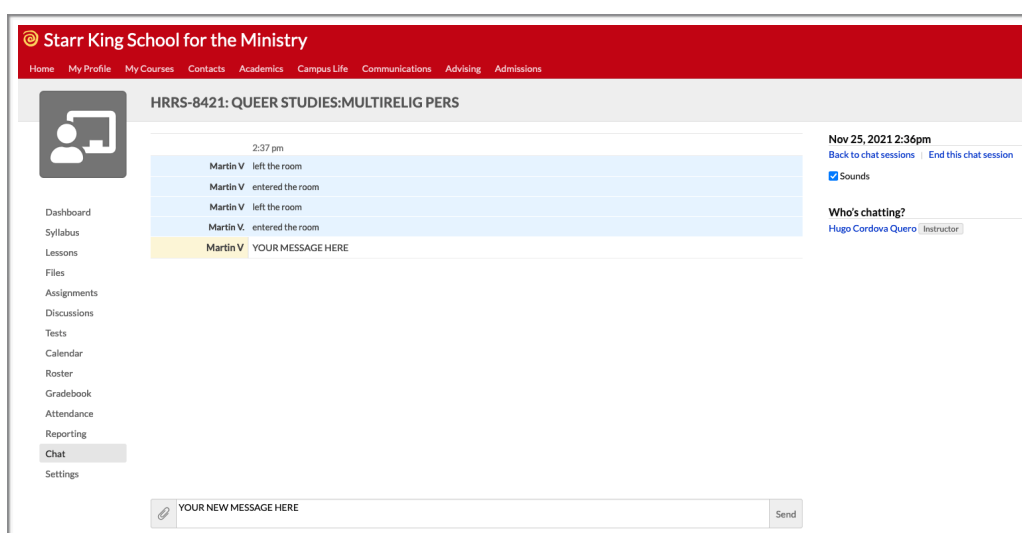 Starr King School for the Ministry
Home My Profile My Courses Contacts Academics Campus Life Communications Advising Admissions
HRRS-8421: QUEER STUDIES:MULTIRELIG PERS
Dashboard
Syllabus
Lessons
Files
Assignments
Discussions
Tests
Calendar
Roster
Gradebook
Attendance
Reporting
Chat
Settings
2:37 pm
Martin V left the room
Martin V entered the room
Martin V left the room
Martin V. entered the room
Martin V YOUR MESSAGE HERE
YOUR NEW MESSAGE HERE
Send
Nov 25, 2021 2:36pm
Back to chat sessions | End this chat session
Sounds
Who's chatting?
Hugo Cordova Quero Instructor